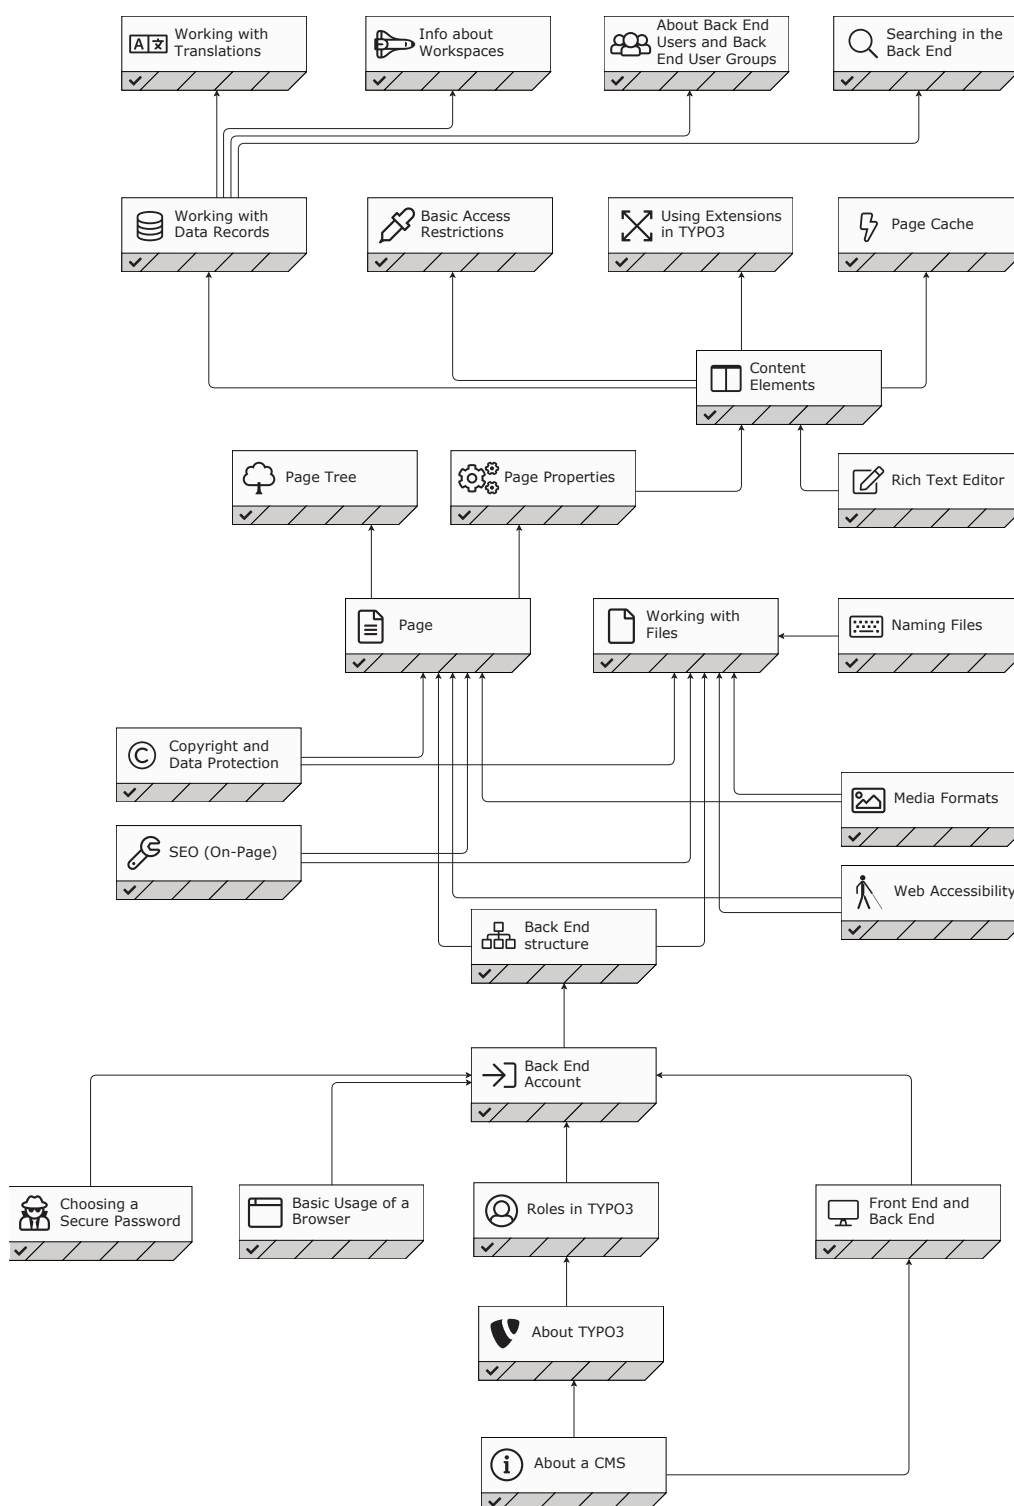 A 文
Working with
Translations
Info about
Workspaces
About Back End
Users and Back
End User Groups
Searching in the
Back End
Working with
Data Records
Basic Access
Restrictions
Using Extensions
in TYPO3
Page Cache
Content
Elements
Page Tree
Page Properties
Rich Text Editor
Page
Working with
Files
Naming Files
©
Copyright and
Data Protection
Media Formats
SEO (On-Page)
Web Accessibility
Back End
structure
Back End
Account
Choosing a
Secure Password
Basic Usage of a
Browser
Roles in TYPO3
Front End and
Back End
About TYPO3
i
About a CMS